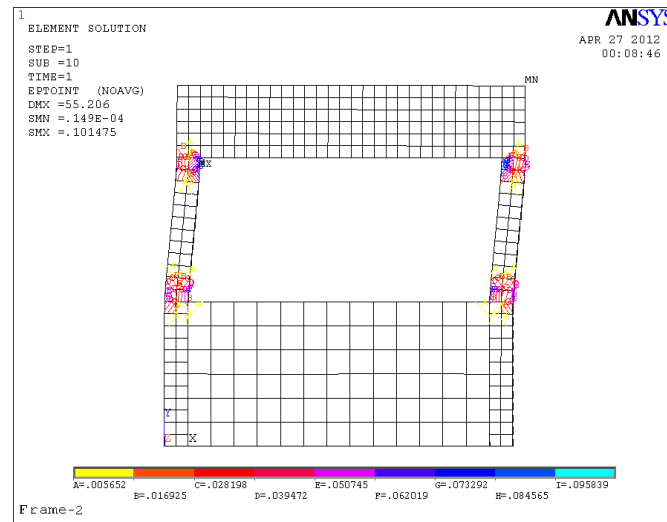 1
ELEMENT SOLUTION
ANSYS
APR 27 2012
00:08:46
STEP=1
SUB =10
TIME=1
EPTOINT (NOAVG)
DMX =55.206
SMN =.149E-04
SMX =.101475
MN
MX
Y
Z X
A=.005652 C=.028198 E=.050745 G=.073292 I=.095839
B=.016925 D=.039472 F=.062019 H=.084565
Frame-2